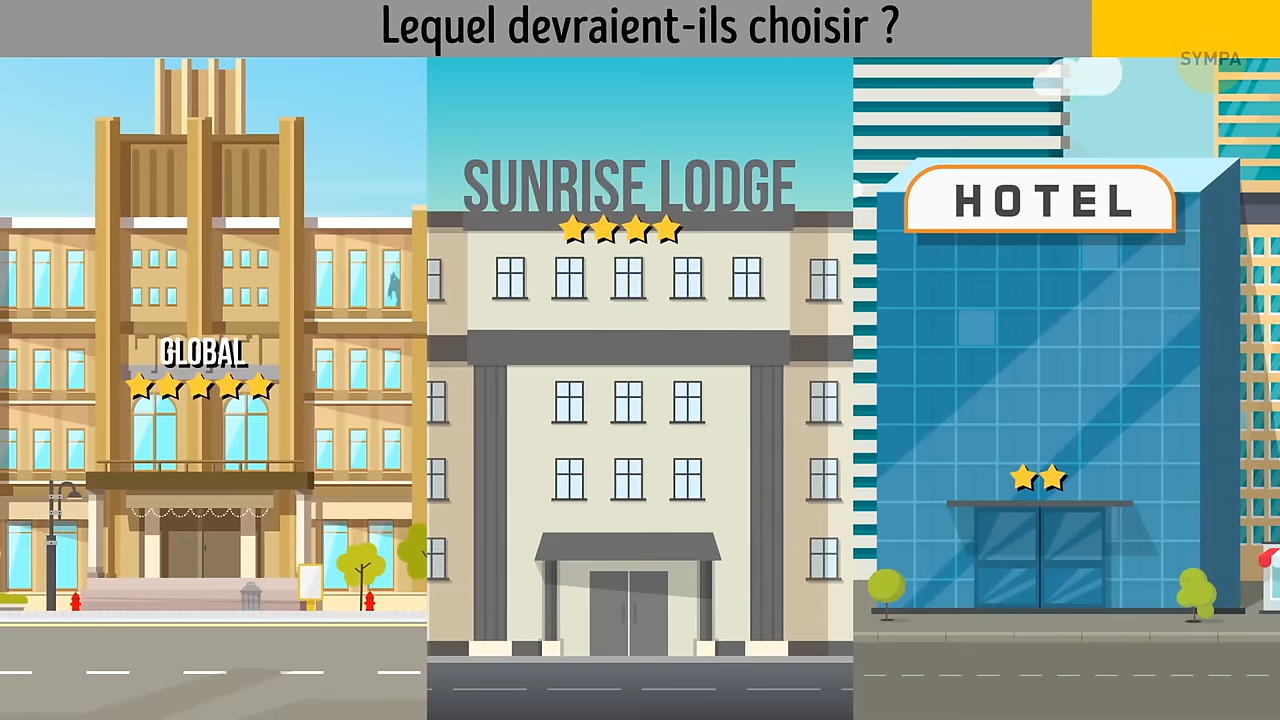 Lequel devraient-ils choisir ?
SYMPA
GLOBAL
SUNRISE LODGE
HOTEL